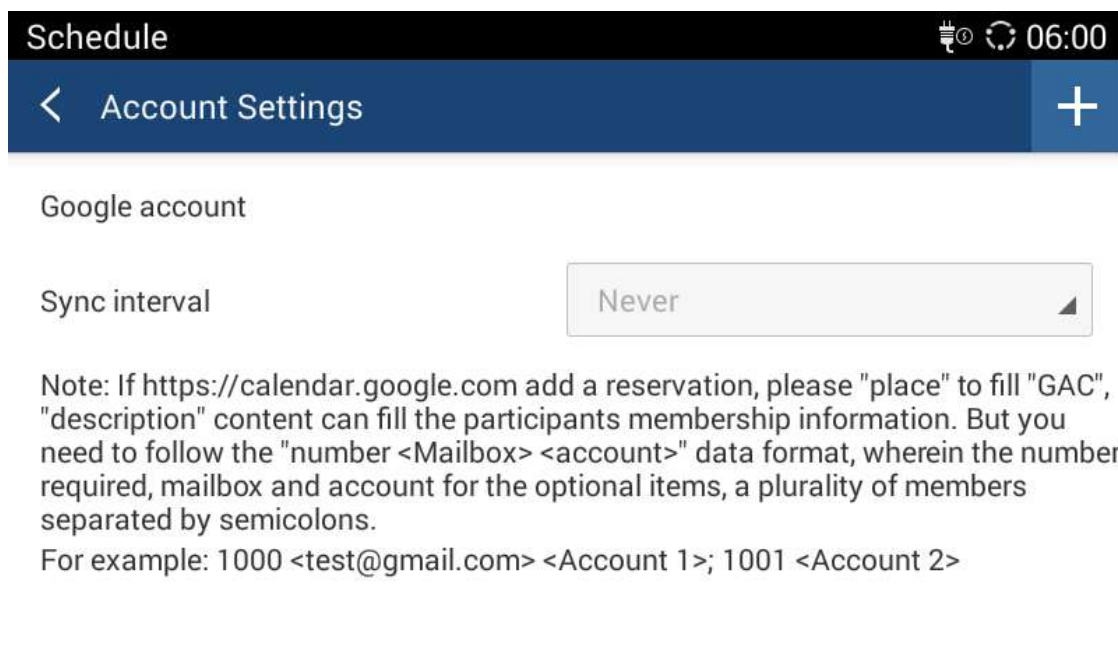 Schedule 06:00
Account Settings
Google account
Sync interval Never
Note: If https://calendar.google.com add a reservation, please "place" to fill "GAC",
"description" content can fill the participants membership information. But you
need to follow the "number <Mailbox> <account>" data format, wherein the number
required, mailbox and account for the optional items, a plurality of members
separated by semicolons.
For example: 1000 <test@gmail.com> <Account 1>; 1001 <Account 2>